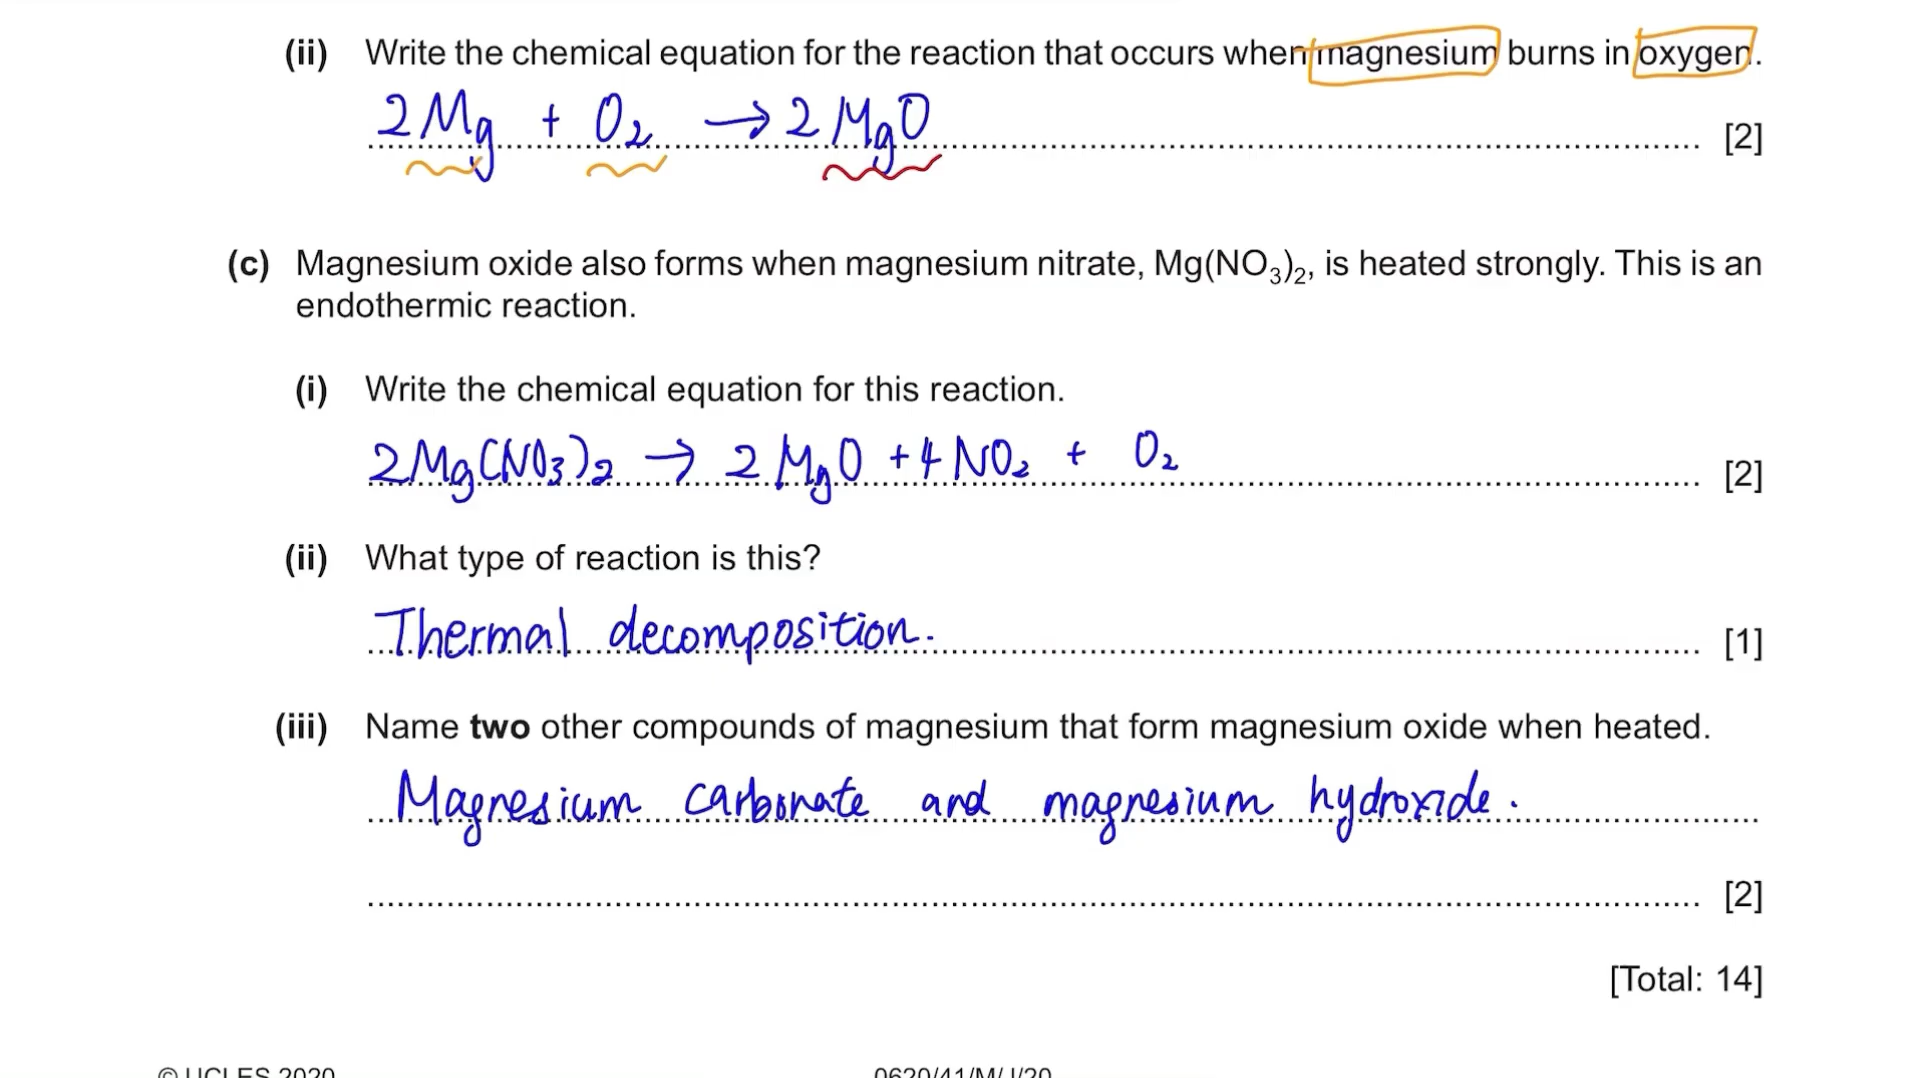 (ii) Write the chemical equation for the reaction that occurs when magnesium burns in oxygen.
2Mg + O₂ → 2MgO [2]
(c) Magnesium oxide also forms when magnesium nitrate, Mg(NO₃)₂, is heated strongly. This is an
endothermic reaction.
(i) Write the chemical equation for this reaction.
2Mg(NO₃)₂ → 2MgO + 4NO₂ + O₂ [2]
(ii) What type of reaction is this?
Thermal decomposition. [1]
(iii) Name two other compounds of magnesium that form magnesium oxide when heated.
Magnesium carbonate and magnesium hydroxide.
[2]
[Total: 14]
© UCLES 2020 0620/41/M/J/20